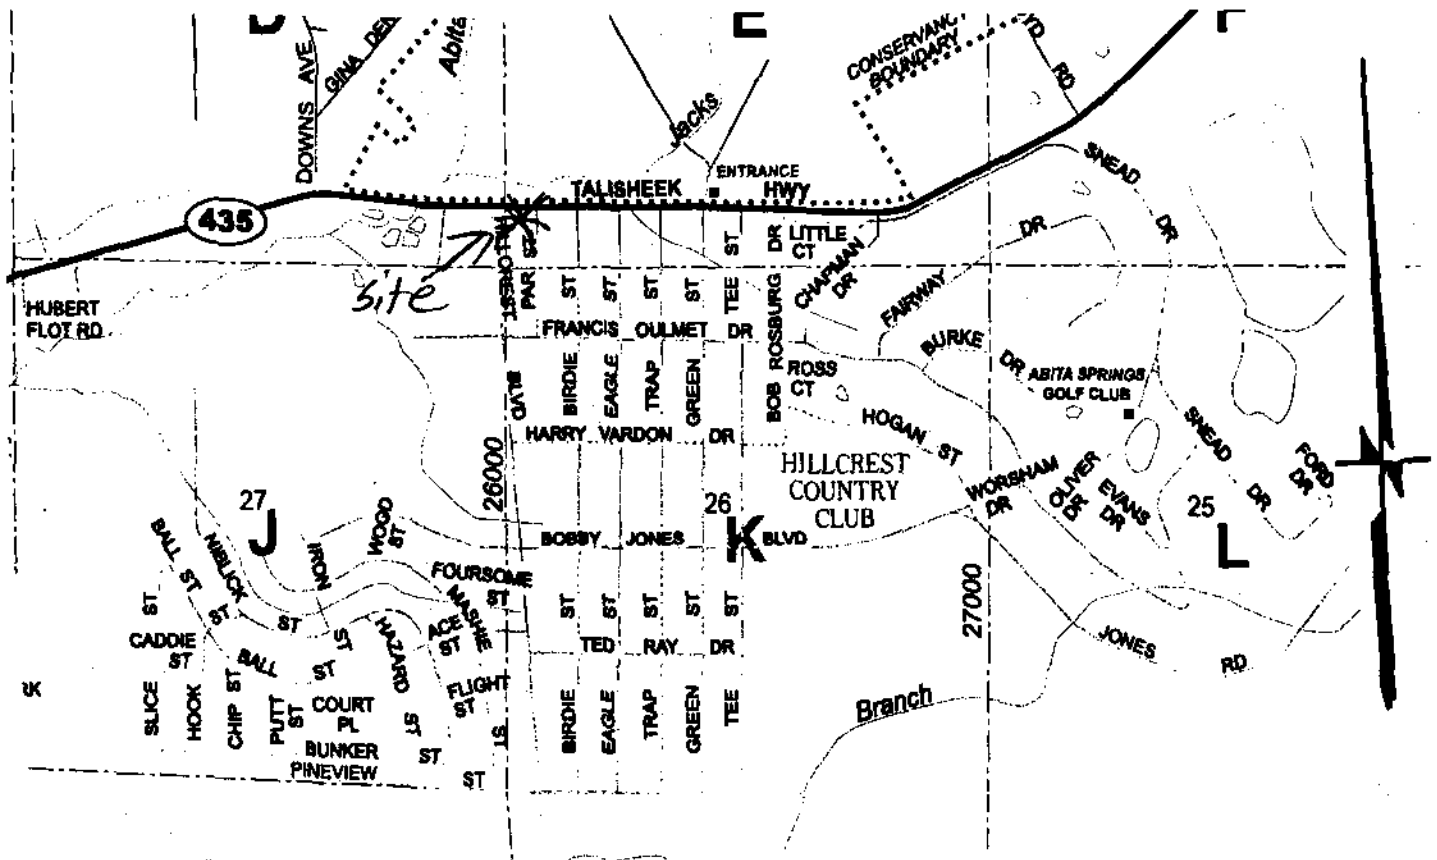 E
DOWNS AVE
GINA DEN
Abita
Jacks
CONSERVANCY
BOUNDARY
RD
ENTRANCE
TALISHEEK HWY
435
SNEAD DR
site
HILLCREST BLVD
PAR ST
LITTLE
CT
CHAPMAN
DR
FAIRWAY DR
HUBERT
FLOT RD
ST
ST
ST
ST
TEE ST
BOB ROSBURG DR
FRANCIS OUIMET DR
BURKE DR
BIRDIE
EAGLE
TRAP
GREEN
ROSS
CT
ABITA SPRINGS
GOLF CLUB
HOGAN ST
SNEAD DR
HARRY VARDON DR
26000
HILLCREST
COUNTRY
CLUB
WORSHAM
DR
OLIVER
EVANS
DR
FORD
DR
27
J
26
K
25
L
BALL ST
NIBLICK ST
IRON ST
WOOD
ST
BOBBY JONES BLVD
FOURSOME
ST
MASHIE
ACE
ST
ST
ST
ST
ST
ST
ST
27000
CADDIE
ST
BALL ST
HAZARD ST
TED RAY DR
JONES RD
RK
SLICE
HOOK
CHIP ST
PUTT
ST
COURT
PL
FLIGHT
ST
BIRDIE
EAGLE
TRAP
GREEN
TEE
Branch
BUNKER ST
PINEVIEW ST
ST